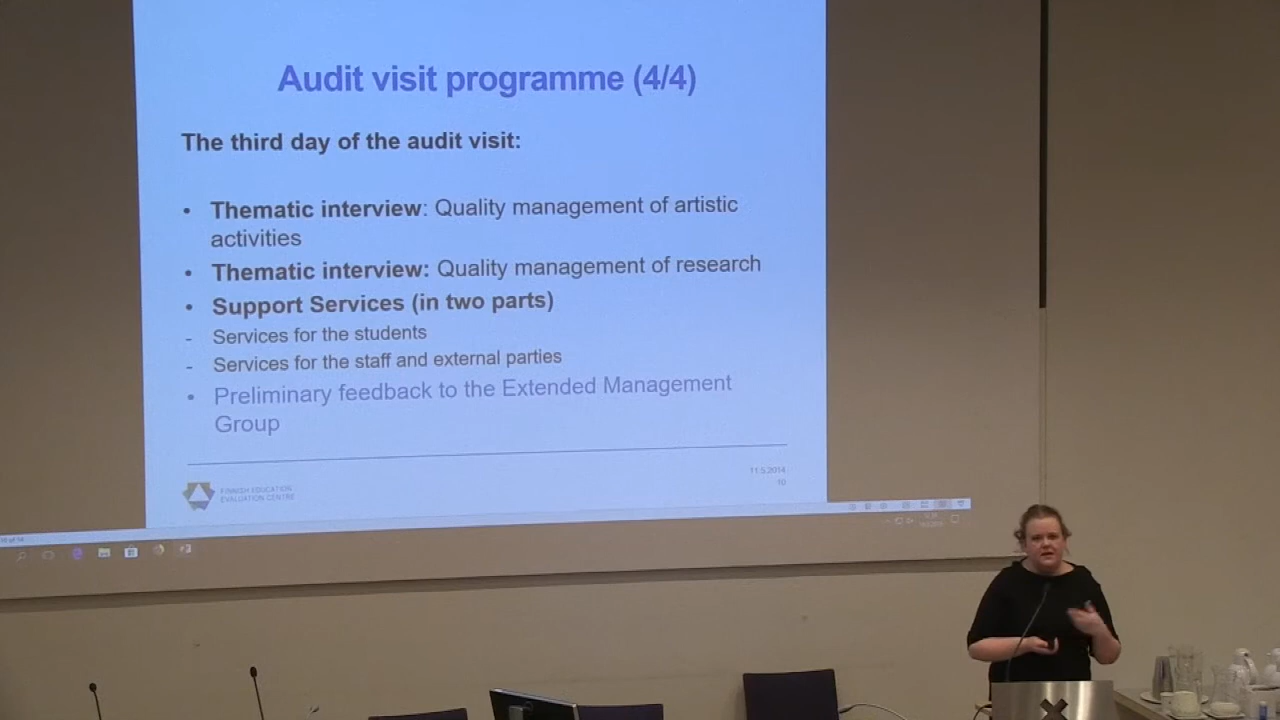 Audit visit programme (4/4)
The third day of the audit visit:
• Thematic interview: Quality management of artistic
activities
• Thematic interview: Quality management of research
• Support Services (in two parts)
- Services for the students
- Services for the staff and external parties
• Preliminary feedback to the Extended Management
Group
FINNISH EDUCATION
EVALUATION CENTRE
11.5.2014
10